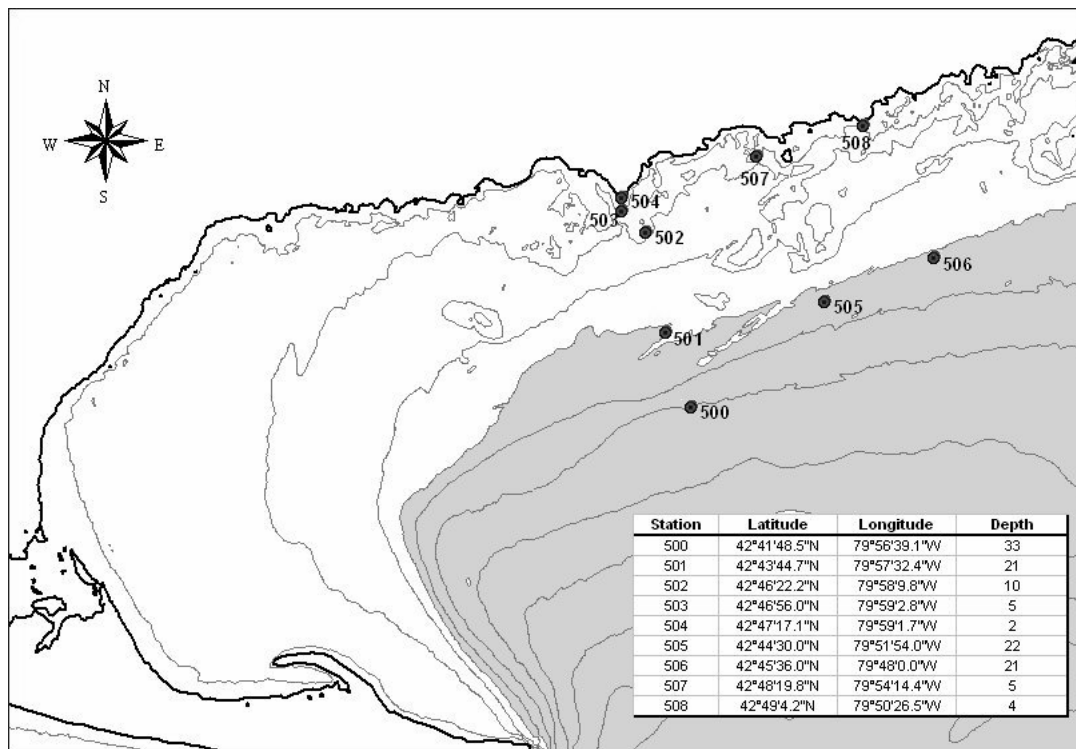 N
W E
S
508
507
504
503
502
506
505
501
500
Station Latitude Longitude Depth
500 42°41'48.5"N 79°56'39.1"W 33
501 42°43'44.7"N 79°57'32.4"W 21
502 42°46'22.2"N 79°58'9.8"W 10
503 42°46'56.0"N 79°59'2.8"W 5
504 42°47'17.1"N 79°59'1.7"W 2
505 42°44'30.0"N 79°51'54.0"W 22
506 42°45'36.0"N 79°48'0.0"W 21
507 42°48'19.8"N 79°54'14.4"W 5
508 42°49'4.2"N 79°50'26.5"W 4